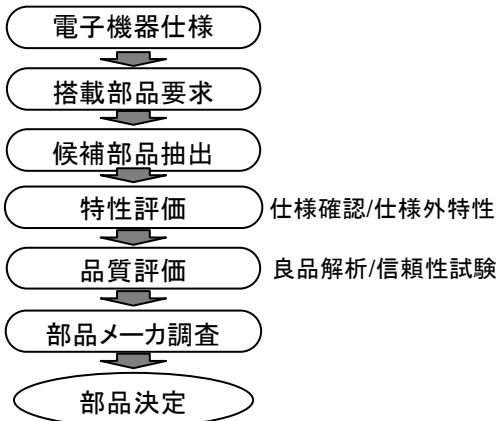 電子機器仕様
搭載部品要求
候補部品抽出
特性評価 仕様確認/仕様外特性
品質評価 良品解析/信頼性試験
部品メーカ調査
部品決定